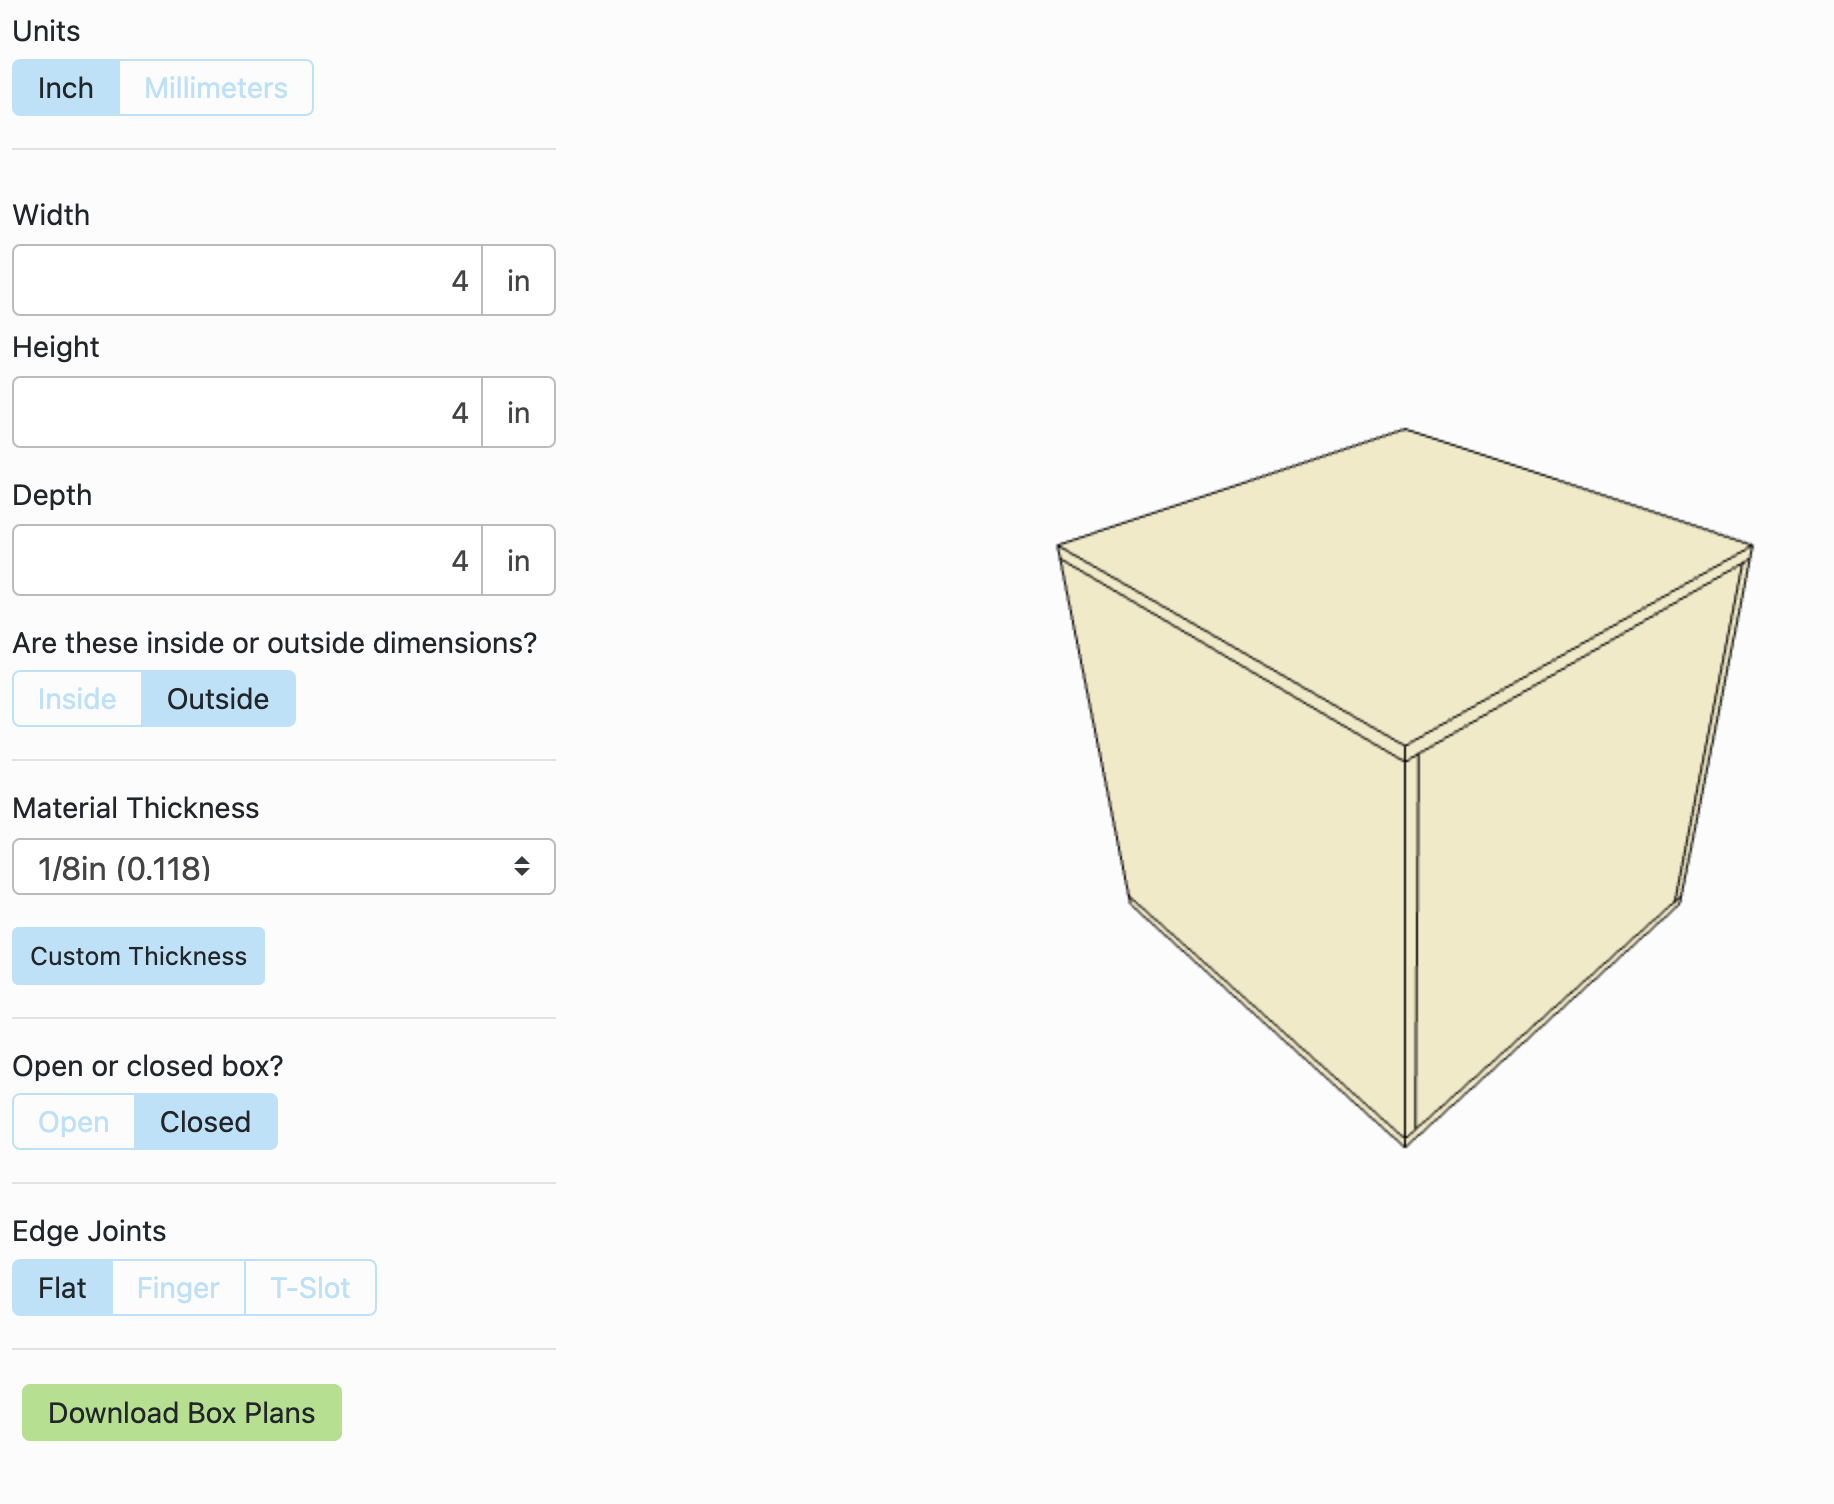 Units
Inch Millimeters
Width
4 in
Height
4 in
Depth
4 in
Are these inside or outside dimensions?
Inside Outside
Material Thickness
1/8in (0.118)
Custom Thickness
Open or closed box?
Open Closed
Edge Joints
Flat Finger T-Slot
Download Box Plans